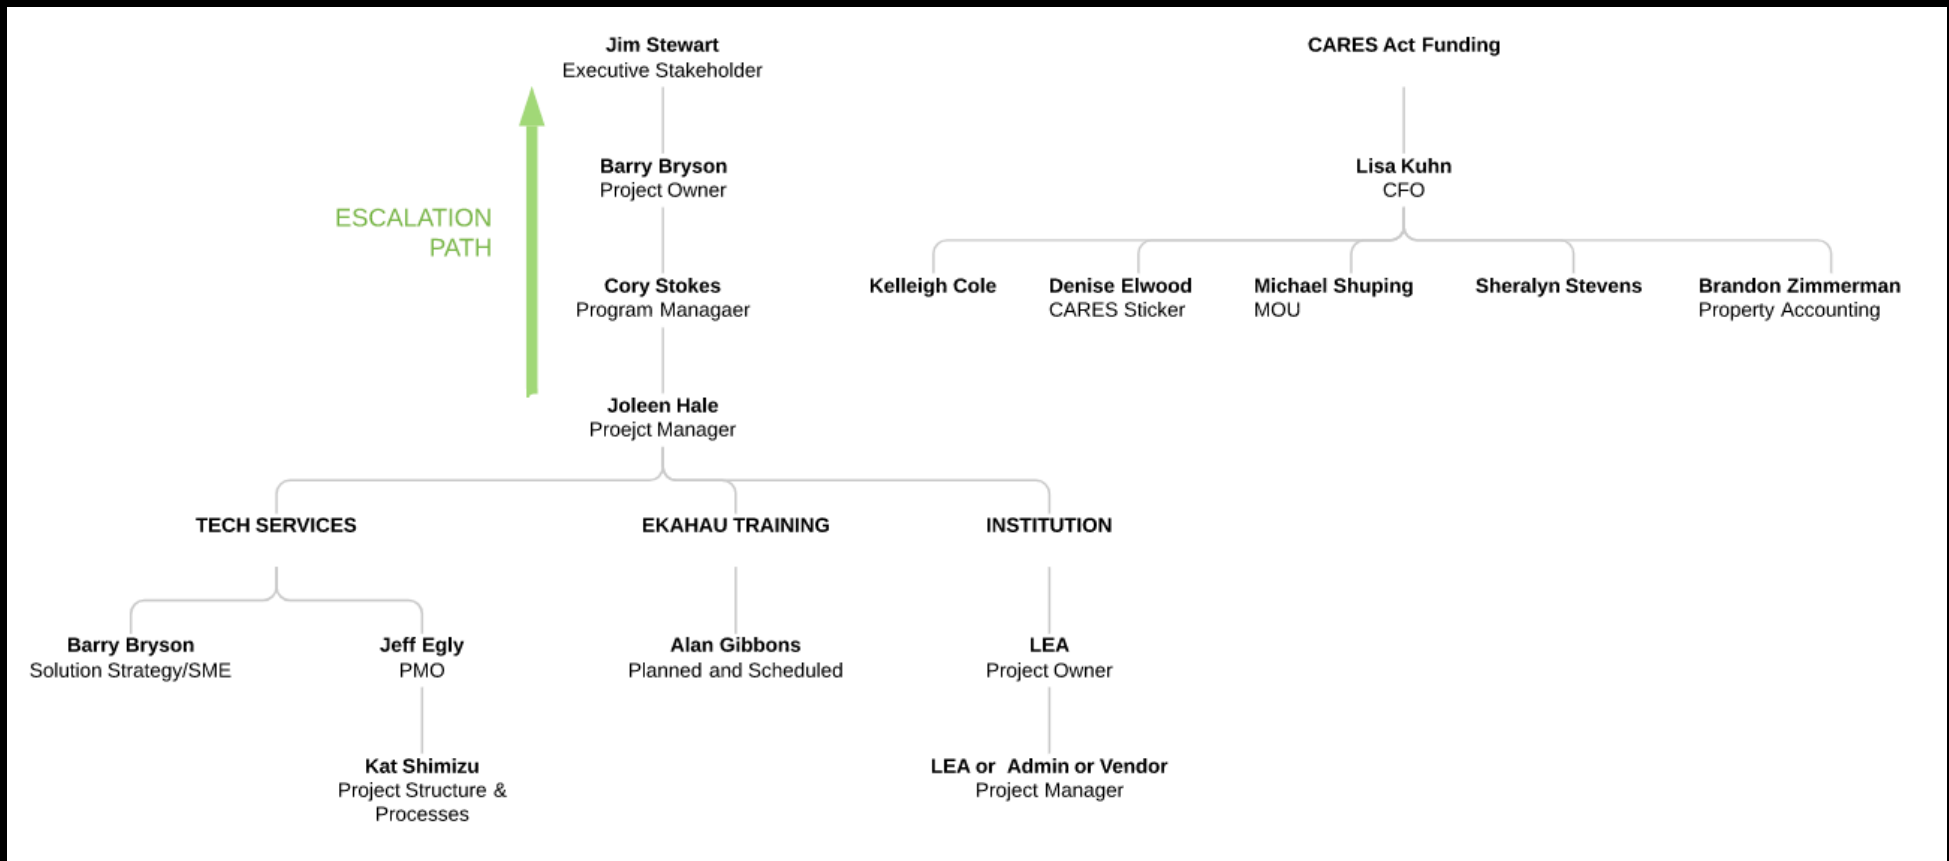 Jim Stewart
Executive Stakeholder
CARES Act Funding
Barry Bryson
Project Owner
Lisa Kuhn
CFO
ESCALATION
PATH
Cory Stokes
Program Managaer
Kelleigh Cole
Denise Elwood
CARES Sticker
Michael Shuping
MOU
Sheralyn Stevens
Brandon Zimmerman
Property Accounting
Joleen Hale
Proejct Manager
TECH SERVICES
EKAHAU TRAINING
INSTITUTION
Barry Bryson
Solution Strategy/SME
Jeff Egly
PMO
Alan Gibbons
Planned and Scheduled
LEA
Project Owner
Kat Shimizu
Project Structure &
Processes
LEA or  Admin or Vendor
Project Manager